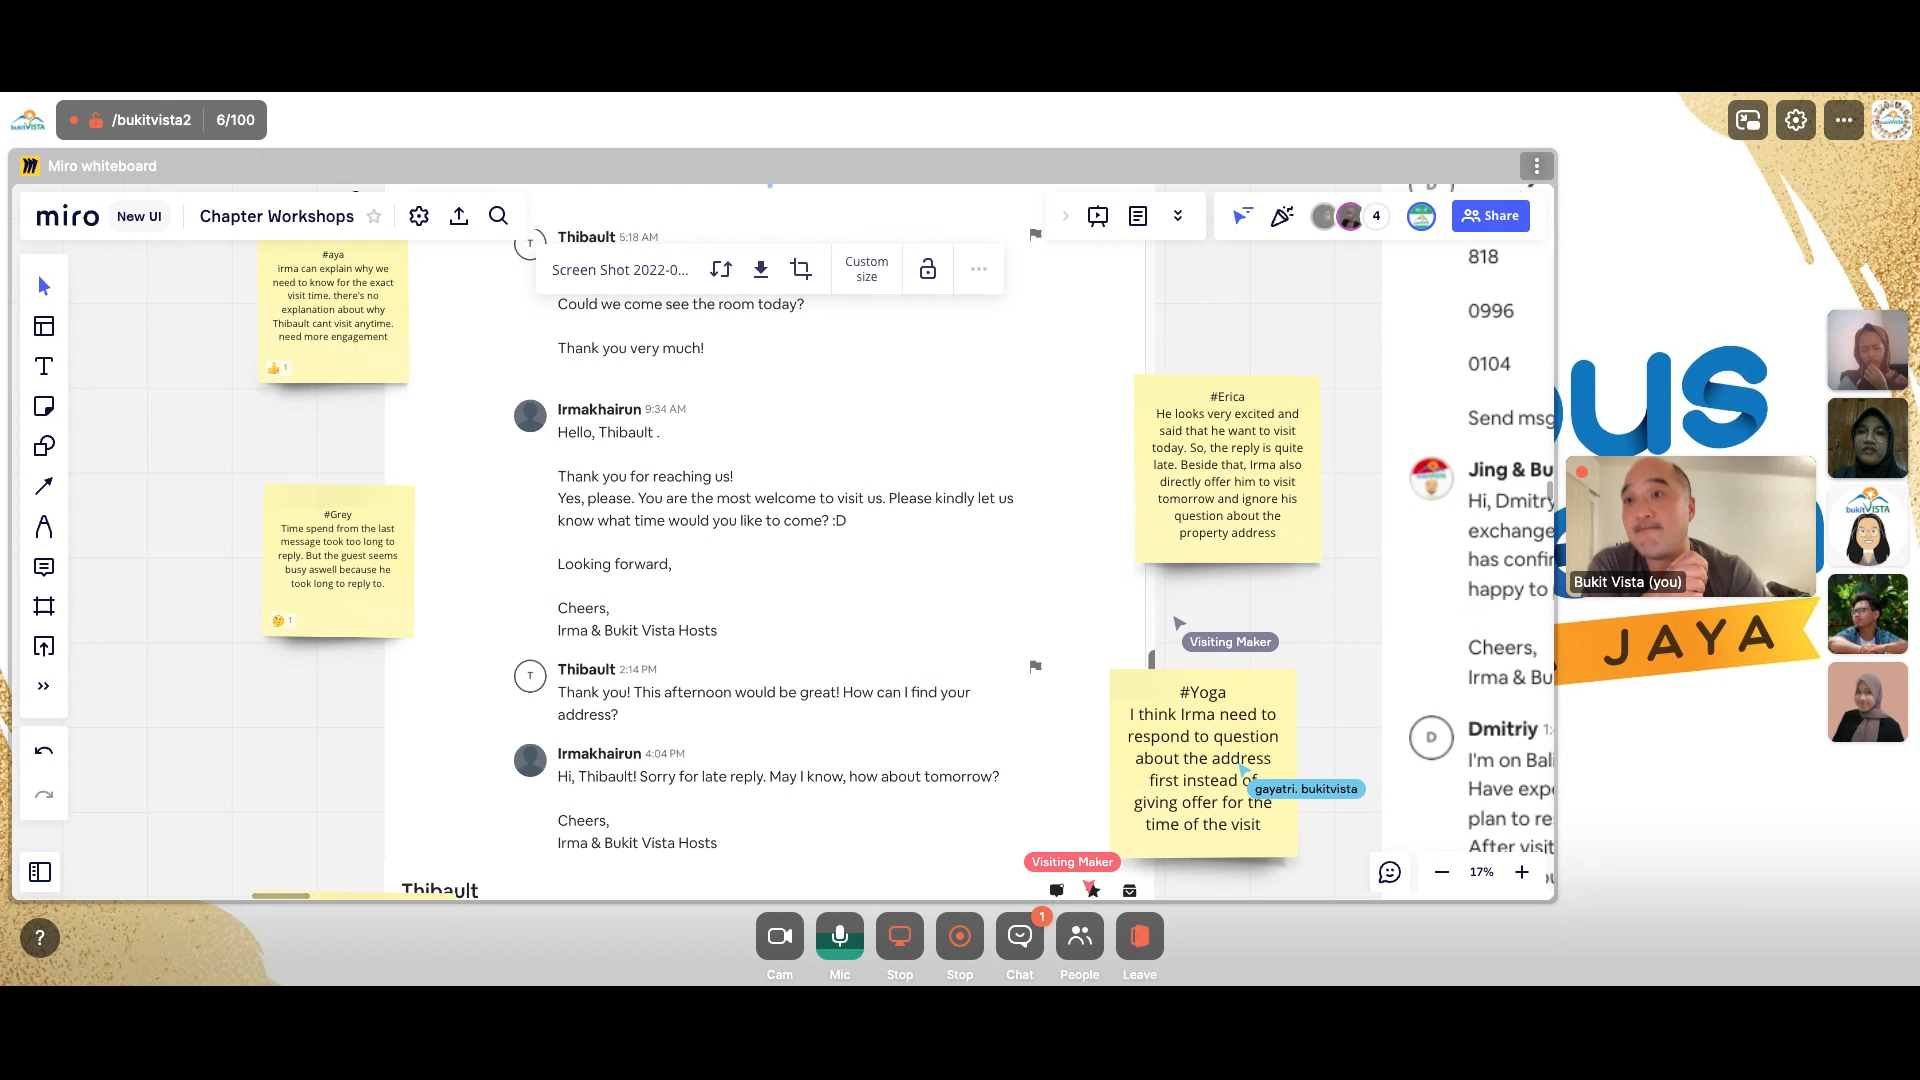 bukitVISTA
/bukitvista2
6/100
Miro whiteboard
miro
New UI
Chapter Workshops
4
Share
Screen Shot 2022-0...
Custom
size
#aya
irma can explain why we
need to know for the exact
visit time. there's no
explanation about why
Thibault cant visit anytime.
need more engagement
1
#Grey
Time spend from the last
message took too long to
reply. But the guest seems
busy aswell because he
took long to reply to.
1
T
Thibault 5:18 AM
Could we come see the room today?
Thank you very much!
Irmakhairun 9:34 AM
Hello, Thibault .
Thank you for reaching us!
Yes, please. You are the most welcome to visit us. Please kindly let us
know what time would you like to come? :D
Looking forward,
Cheers,
Irma & Bukit Vista Hosts
T
Thibault 2:14 PM
Thank you! This afternoon would be great! How can I find your
address?
Irmakhairun 4:04 PM
Hi, Thibault! Sorry for late reply. May I know, how about tomorrow?
Cheers,
Irma & Bukit Vista Hosts
Thibault
#Erica
He looks very excited and
said that he want to visit
today. So, the reply is quite
late. Beside that, Irma also
directly offer him to visit
tomorrow and ignore his
question about the
property address
Visiting Maker
#Yoga
I think Irma need to
respond to question
about the address
first instead of
giving offer for the
time of the visit
gayatri. bukitvista
Visiting Maker
818
0996
0104
Send msg
Jing & Bu
Hi, Dmitry
exchange
has confi
happy to
Cheers,
Irma & Bu
D
Dmitriy 1:
I'm on Bal
Have expe
plan to re
After visit
17%
us
JAYA
Bukit Vista (you)
bukitVISTA
?
1
Cam
Mic
Stop
Stop
Chat
People
Leave